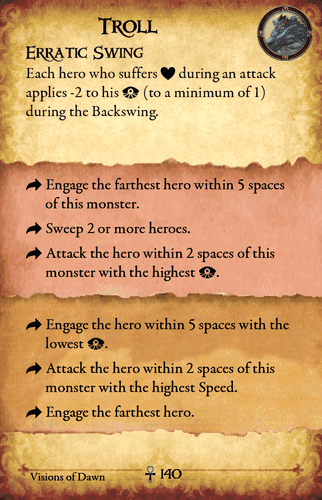 Troll
Erratic Swing
Each hero who suffers ♥ during an attack
applies -2 to his (to a minimum of 1)
during the Backswing.
Engage the farthest hero within 5 spaces
of this monster.
Sweep 2 or more heroes.
Attack the hero within 2 spaces of this
monster with the highest .
Engage the hero within 5 spaces with the
lowest .
Attack the hero within 2 spaces of this
monster with the highest Speed.
Engage the farthest hero.
Visions of Dawn ☥ 140